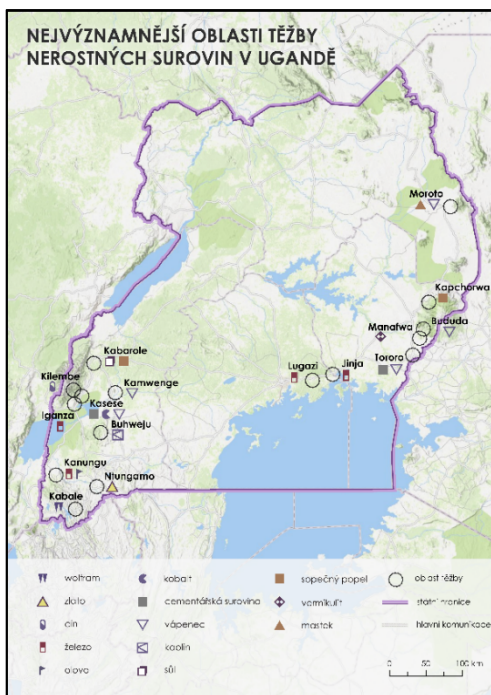 NEJVÝZNAMNĚJŠÍ OBLASTI TĚŽBY
NEROSTNÝCH SUROVIN V UGANDĚ
Moroto
Kapchorwa
Bududa
Manafwa
Tororo
Jinja
Lugazi
Kabarole
Kilembe
Kamwenge
Kasese
Iganza
Buhweju
Kanungu
Ntungamo
Kabale
wolfram
kobalt
sopečný popel
oblast těžby
zlato
cementářská surovina
vermikulit
státní hranice
cín
vápenec
mastek
hlavní komunikace
železo
kaolin
olovo
sůl
0 50 100 km